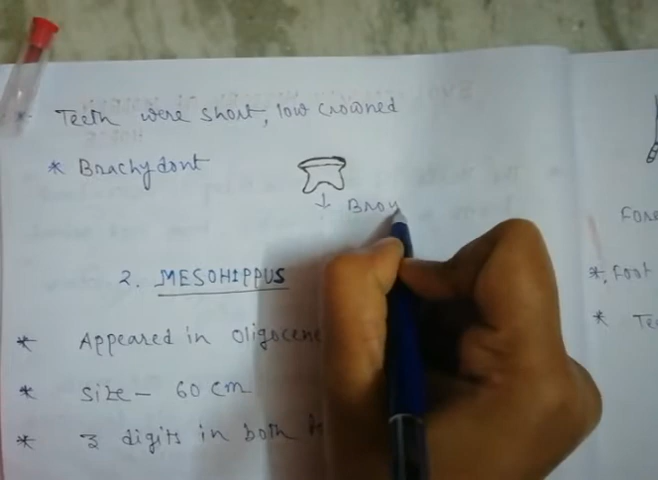 * Teeth were short, low crowned
* Brachydont
↓ Bray
2. MESOHIPPUS
* Appeared in Oligocene
* Size - 60 cm
* 3 digits in both
Fore
* Foot
* Te